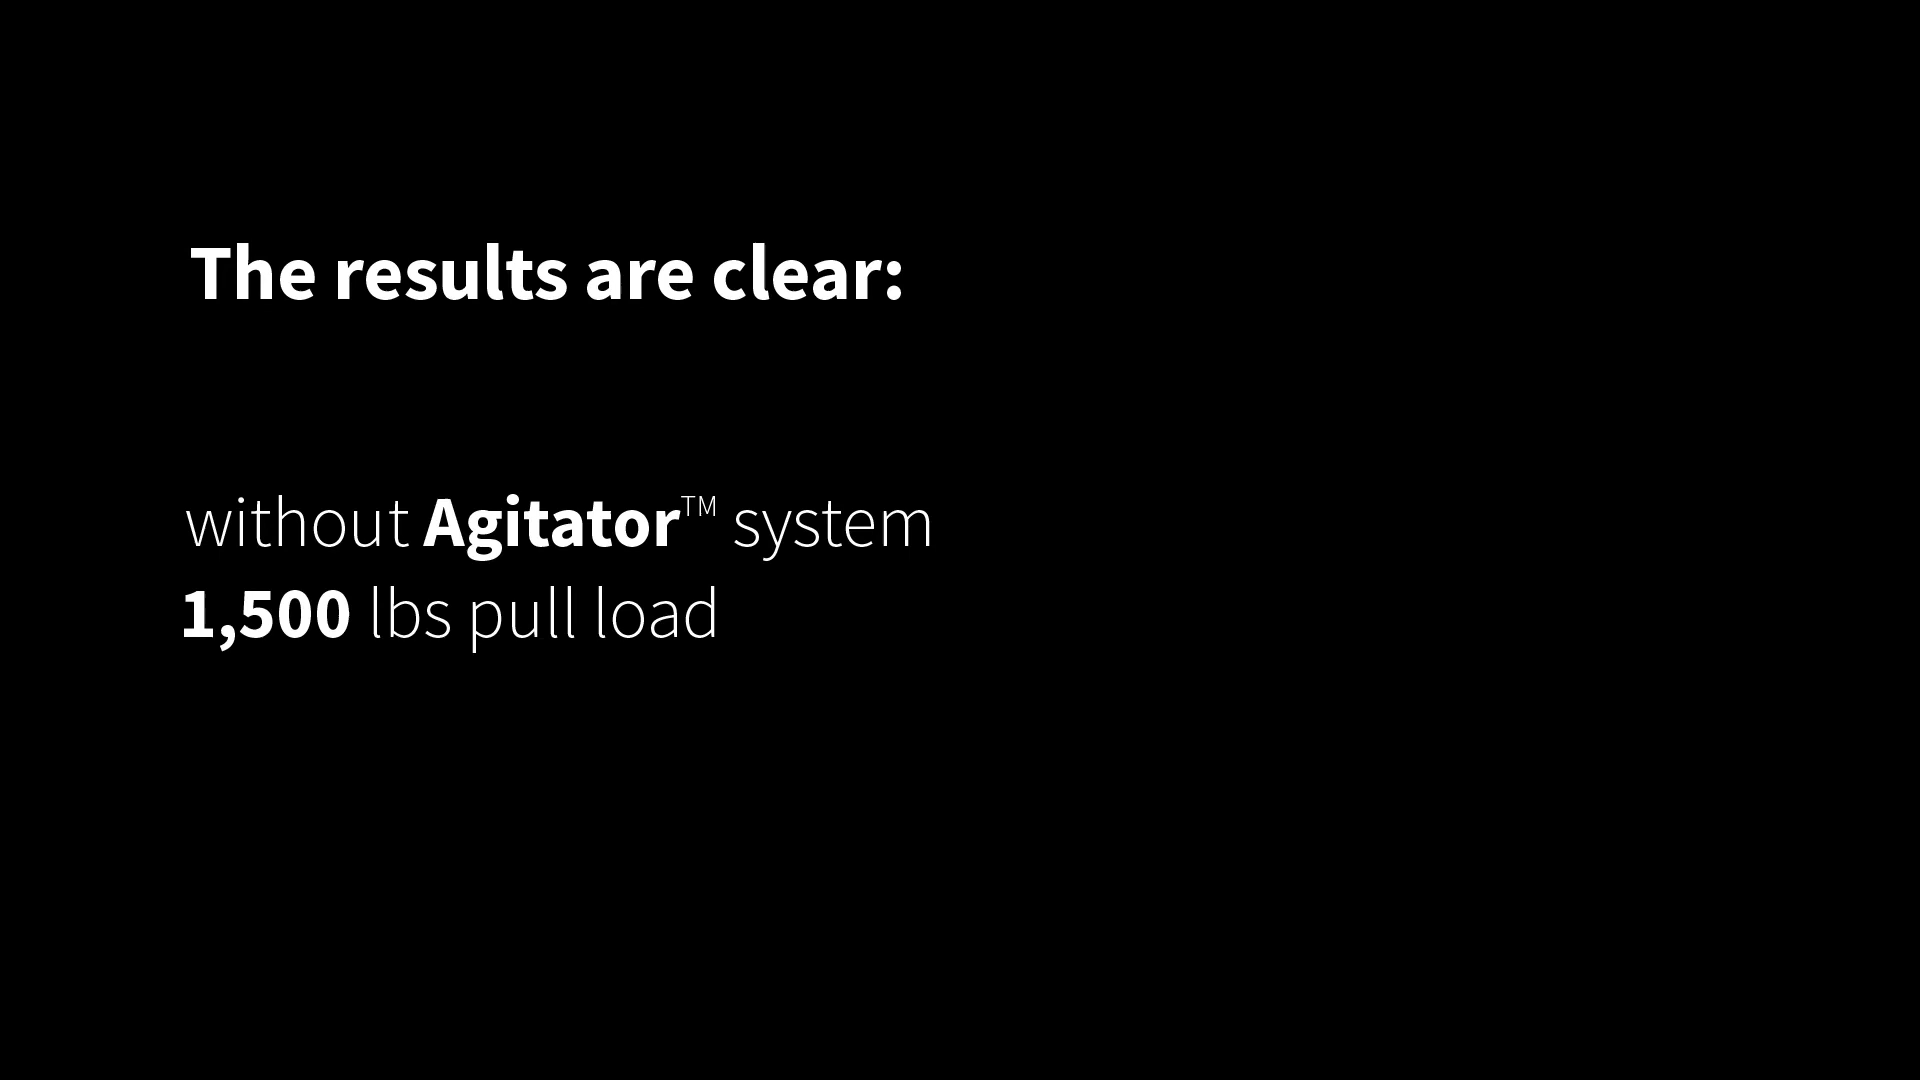 The results are clear:
without Agitator™ system
1,500 lbs pull load